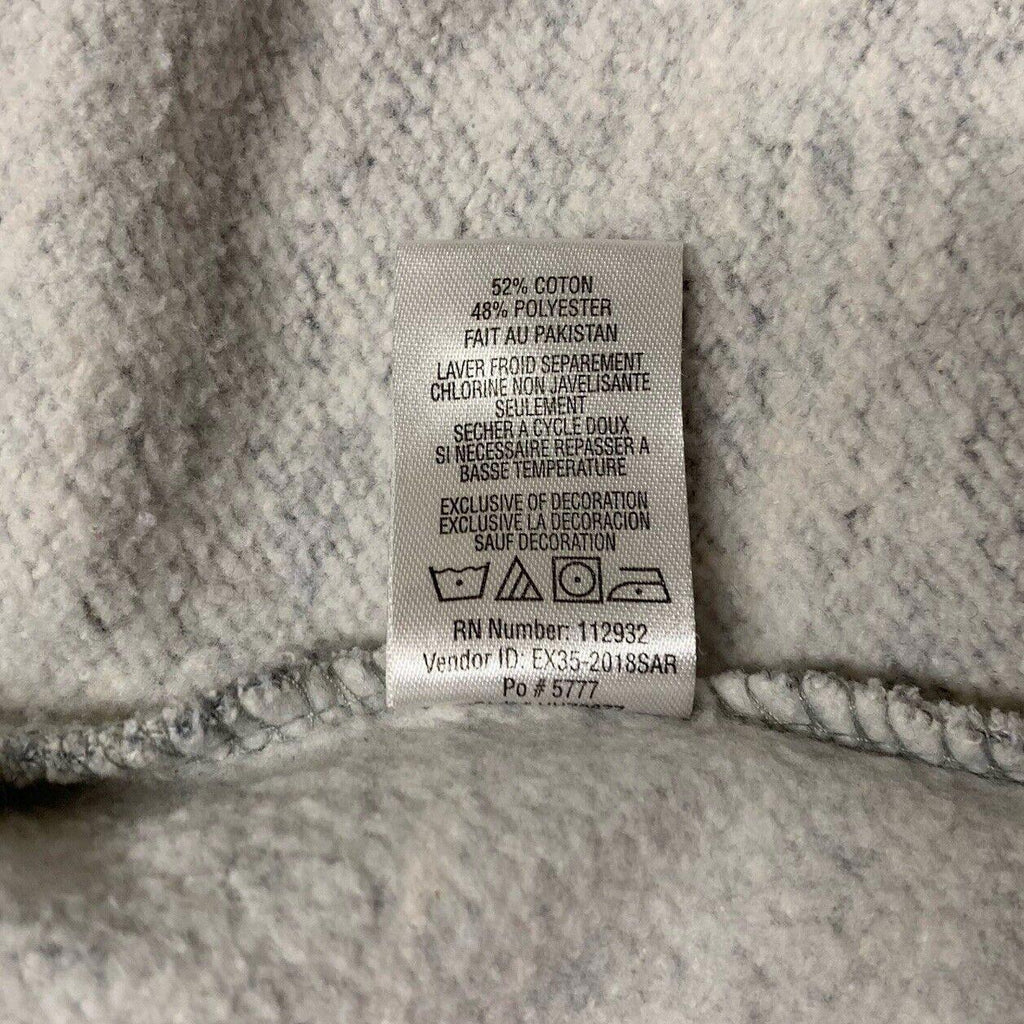 52% COTON
48% POLYESTER
FAIT AU PAKISTAN
LAVER FROID SEPAREMENT
CHLORINE NON JAVELISANTE
SEULEMENT
SECHER A CYCLE DOUX
SI NECESSAIRE REPASSER A
BASSE TEMPERATURE
EXCLUSIVE OF DECORATION
EXCLUSIVE LA DECORACION
SAUF DECORATION
RN Number: 112932
Vendor ID: EX35-2018SAR
Po # 5777